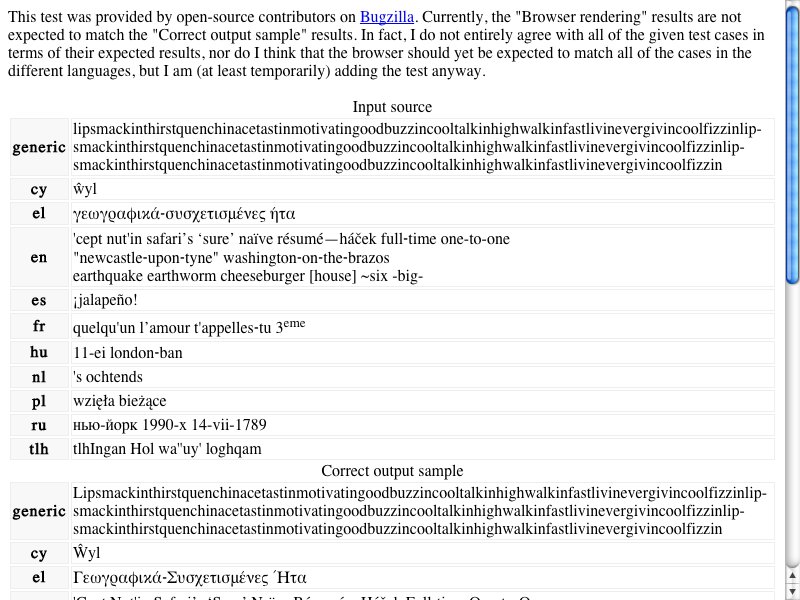 This test was provided by open-source contributors on Bugzilla. Currently, the "Browser rendering" results are not
expected to match the "Correct output sample" results. In fact, I do not entirely agree with all of the given test cases in
terms of their expected results, nor do I think that the browser should yet be expected to match all of the cases in the
different languages, but I am (at least temporarily) adding the test anyway.
Input source
generic lipsmackinthirstquenchinacetastinmotivatingoodbuzzincooltalkinhighwalkinfastlivinevergivincoolfizzinlip-
smackinthirstquenchinacetastinmotivatingoodbuzzincooltalkinhighwalkinfastlivinevergivincoolfizzinlip-
smackinthirstquenchinacetastinmotivatingoodbuzzincooltalkinhighwalkinfastlivinevergivincoolfizzin
cy ŵyl
el γεωγραφικά-συσχετισμένες ήτα
en 'cept nut'in safari’s ‘sure’ naïve résumé—háček full-time one-to-one
"newcastle-upon-tyne" washington-on-the-brazos
earthquake earthworm cheeseburger [house] ~six -big-
es ¡jalapeño!
fr quelqu'un l’amour t'appelles-tu 3eme
hu 11-ei london-ban
nl 's ochtends
pl wzięła bieżące
ru нью-йорк 1990-x 14-vii-1789
tlh tlhIngan Hol wa''uy' loghqam
Correct output sample
generic Lipsmackinthirstquenchinacetastinmotivatingoodbuzzincooltalkinhighwalkinfastlivinevergivincoolfizzinlip-
smackinthirstquenchinacetastinmotivatingoodbuzzincooltalkinhighwalkinfastlivinevergivincoolfizzinlip-
smackinthirstquenchinacetastinmotivatingoodbuzzincooltalkinhighwalkinfastlivinevergivincoolfizzin
cy Ŵyl
el Γεωγραφικά-Συσχετισμένες Ήτα